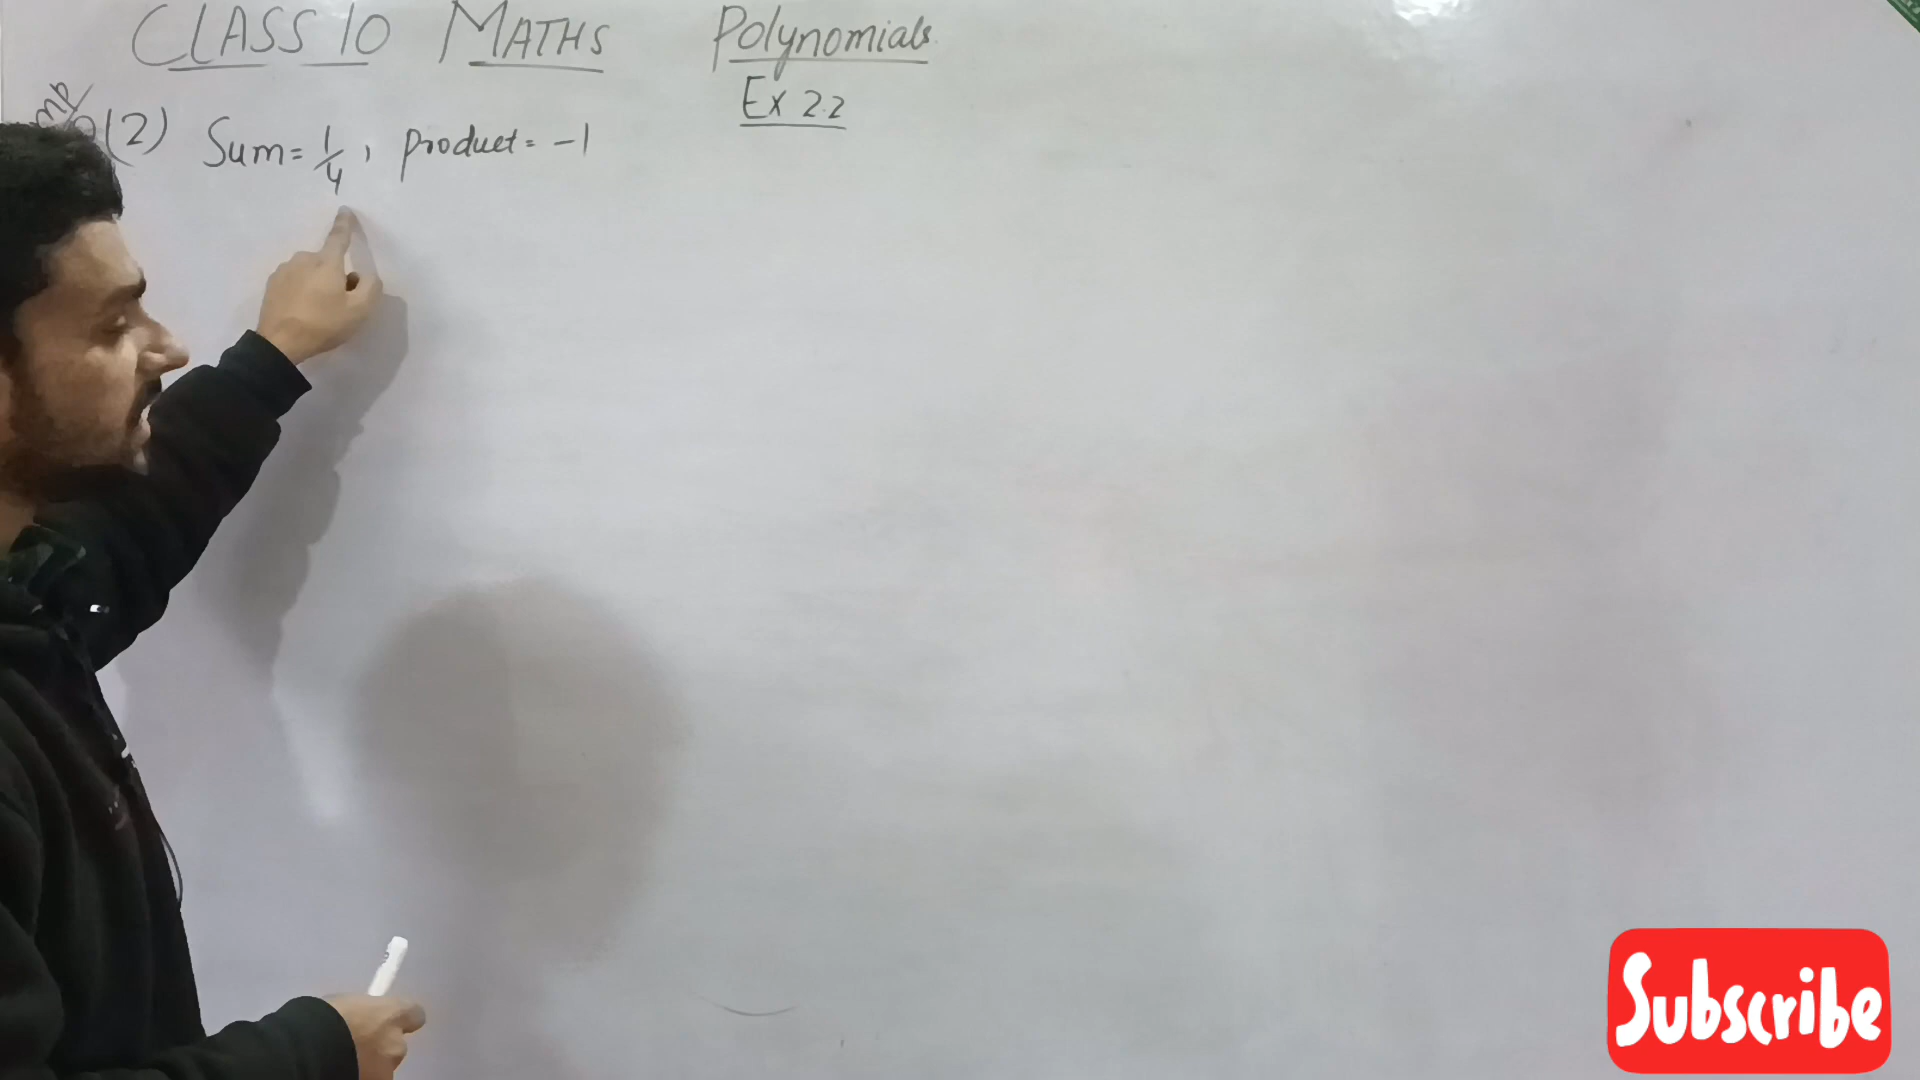 CLASS 10 MATHS Polynomials
Ex 2.2
(2) Sum = 1/4, product = -1
Subscribe